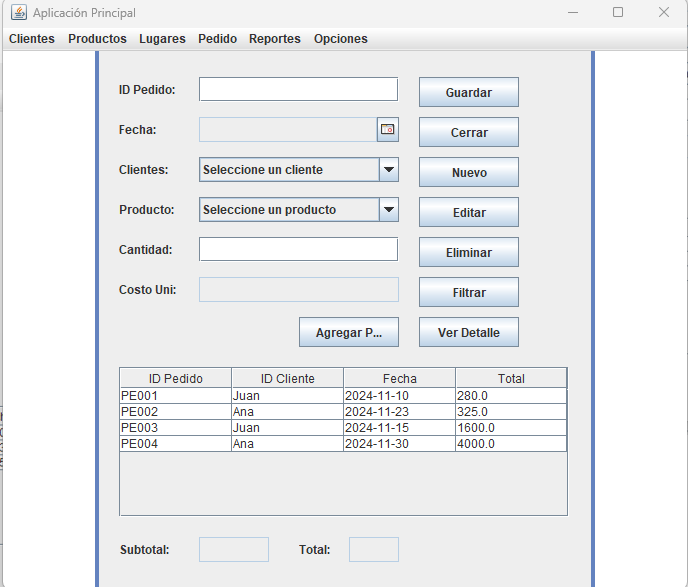 Aplicación Principal
Clientes Productos Lugares Pedido Reportes Opciones
ID Pedido: Guardar
Fecha: Cerrar
Clientes: Seleccione un cliente Nuevo
Producto: Seleccione un producto Editar
Cantidad: Eliminar
Costo Uni: Filtrar
Agregar P... Ver Detalle
ID Pedido ID Cliente Fecha Total
PE001 Juan 2024-11-10 280.0
PE002 Ana 2024-11-23 325.0
PE003 Juan 2024-11-15 1600.0
PE004 Ana 2024-11-30 4000.0
Subtotal: Total: